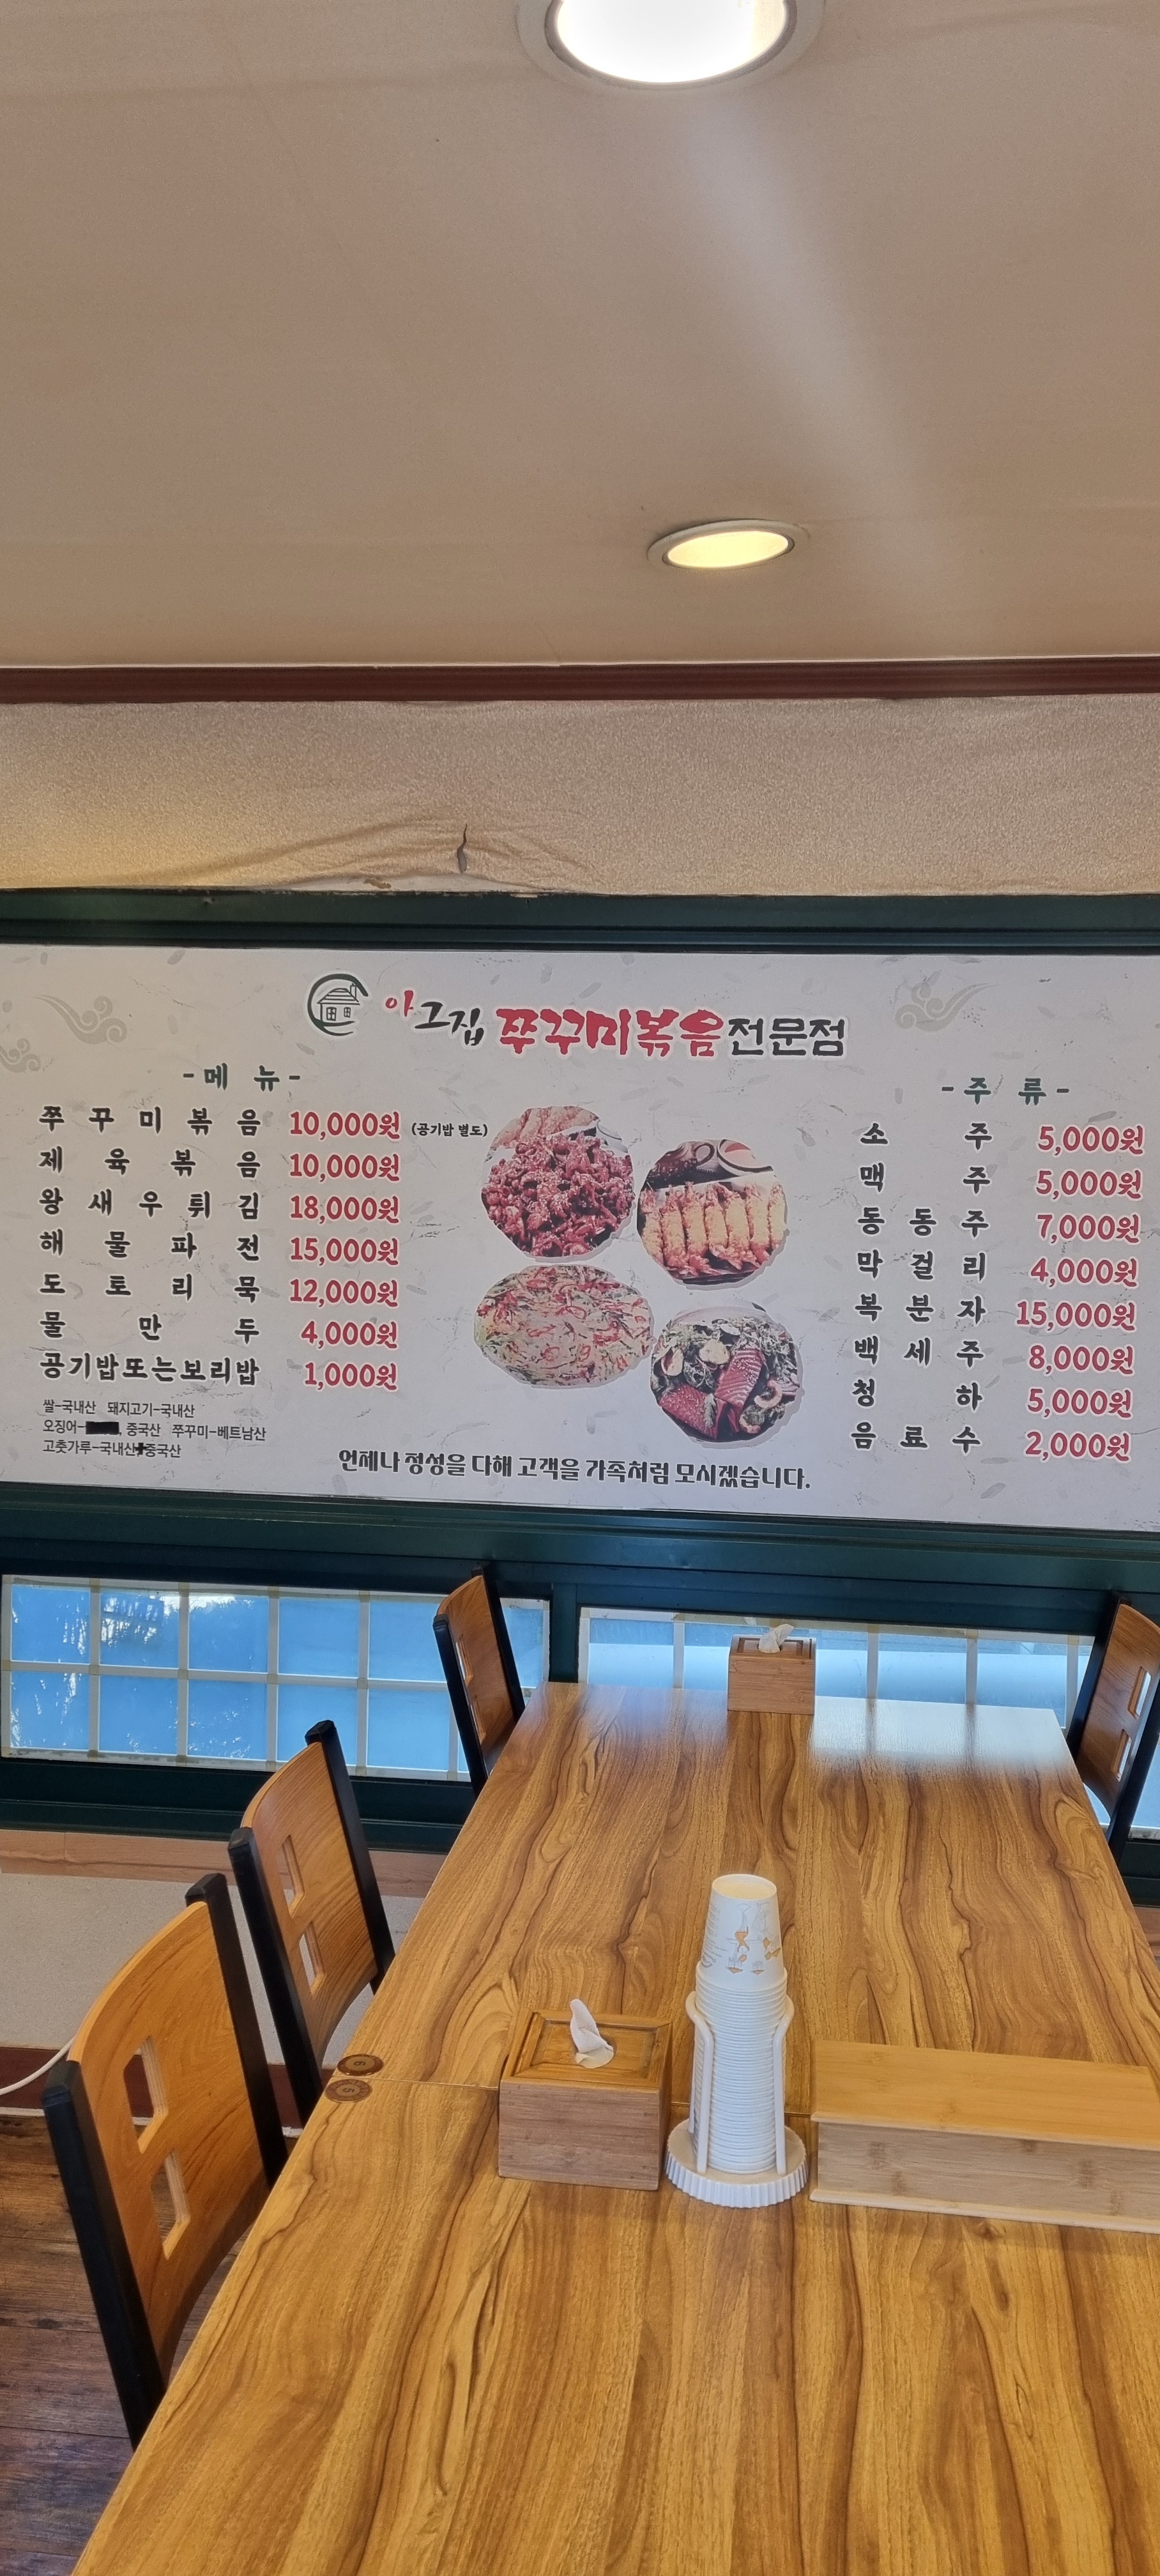 아그집 쭈꾸미볶음전문점
-메 뉴-
쭈꾸미볶음 10,000원 (공기밥 별도)
제육볶음 10,000원
왕새우튀김 18,000원
해물파전 15,000원
도토리묵 12,000원
물만두 4,000원
공기밥또는보리밥 1,000원
쌀-국내산 돼지고기-국내산
오징어- , 중국산 쭈꾸미-베트남산
고춧가루-국내산+중국산
-주 류-
소주 5,000원
맥주 5,000원
동동주 7,000원
막걸리 4,000원
복분자 15,000원
백세주 8,000원
청하 5,000원
음료수 2,000원
언제나 정성을 다해 고객을 가족처럼 모시겠습니다.
6
5